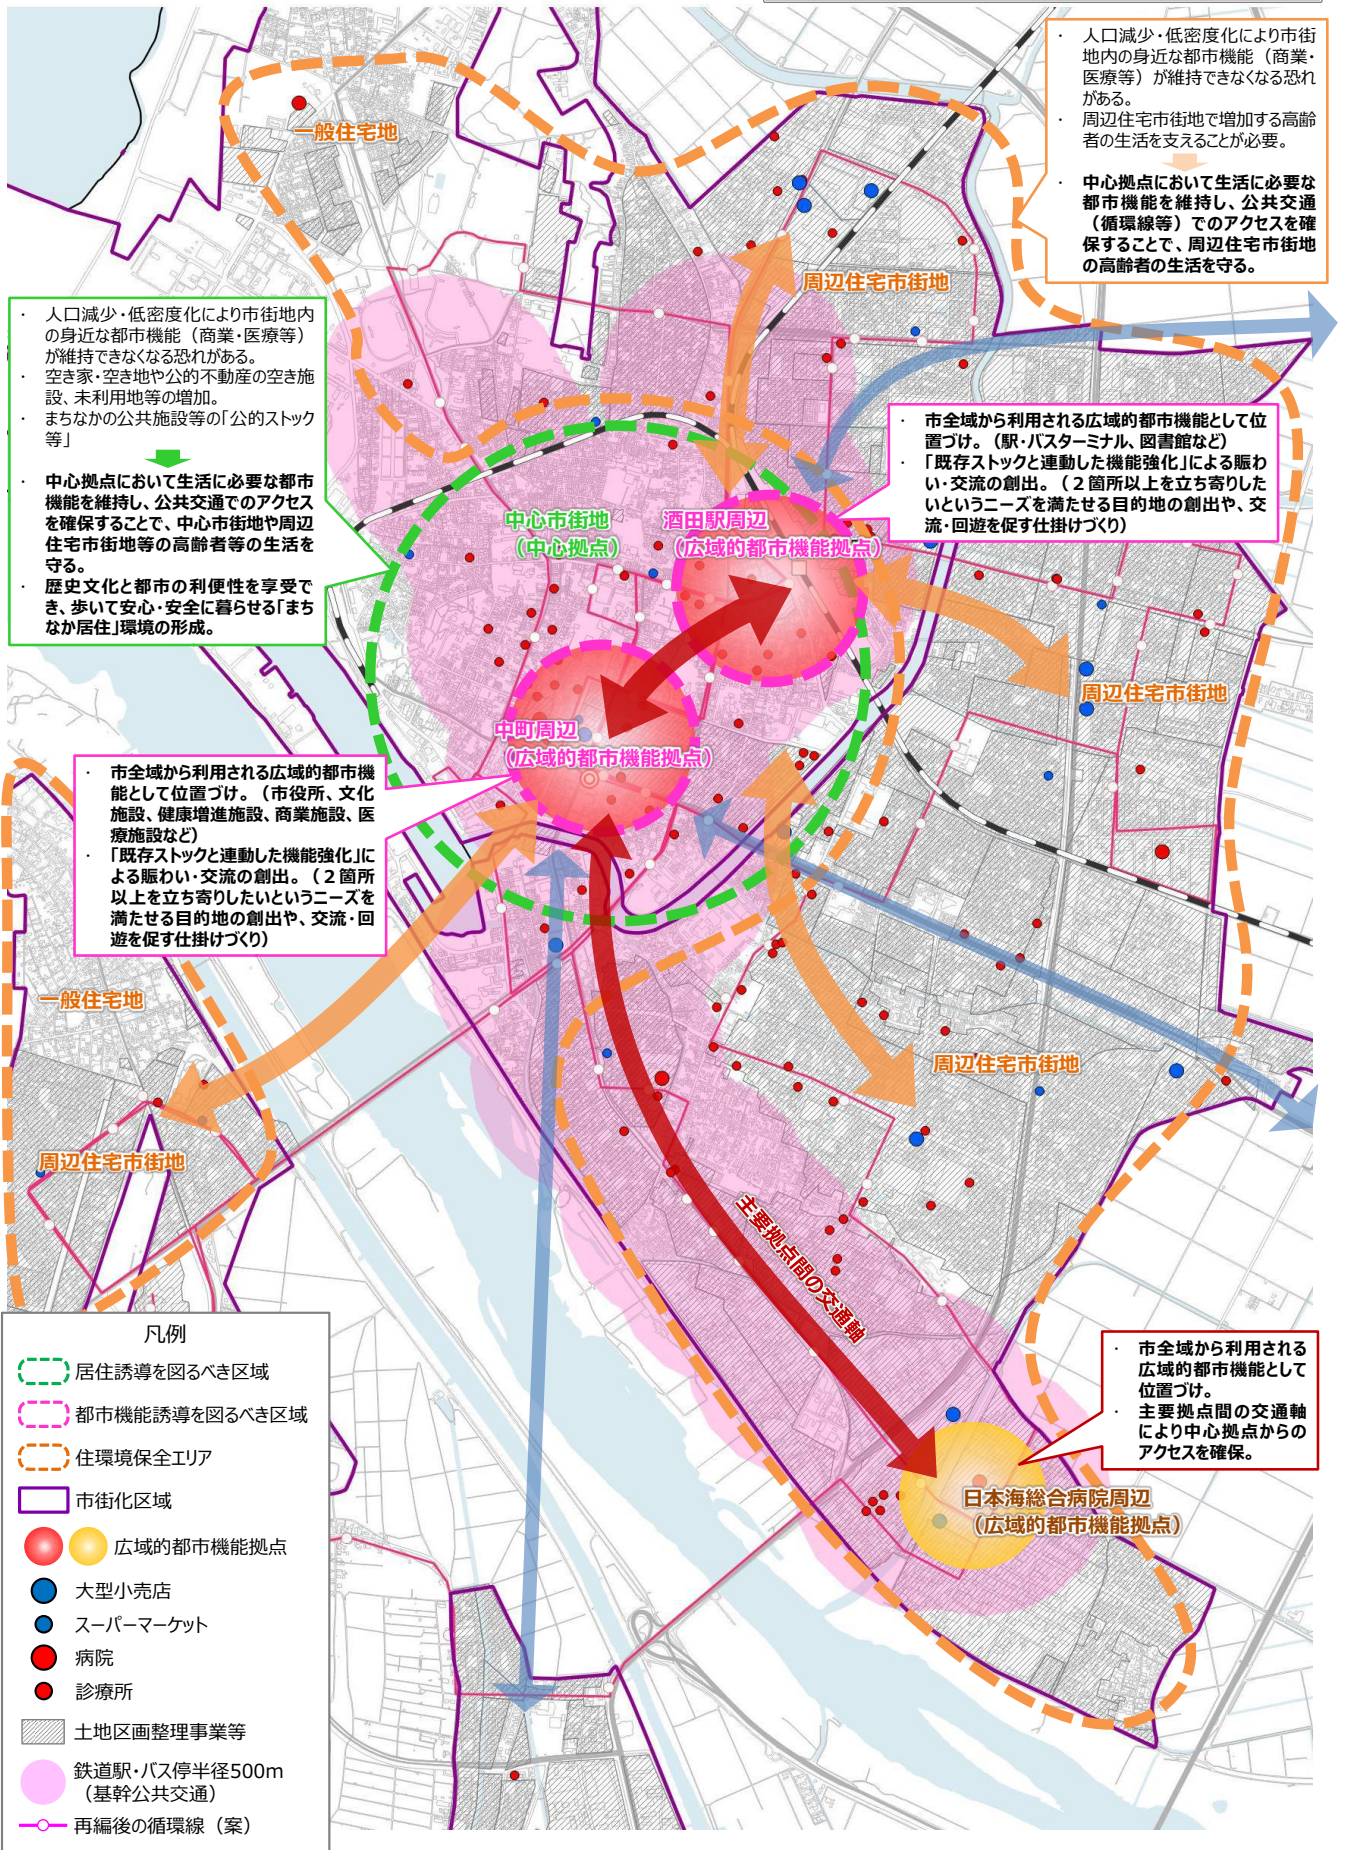 ・ 人口減少・低密度化により市街
地内の身近な都市機能（商業・
医療等）が維持できなくなる恐れ
がある。
・ 周辺住宅市街地で増加する高齢
者の生活を支えることが必要。
・ 中心拠点において生活に必要な
都市機能を維持し、公共交通
（循環線等）でのアクセスを確
保することで、周辺住宅市街地
の高齢者の生活を守る。
一般住宅地
周辺住宅市街地
・ 人口減少・低密度化により市街地内
の身近な都市機能（商業・医療等）
が維持できなくなる恐れがある。
・ 空き家・空き地や公的不動産の空き施
設、未利用地等の増加。
・ まちなかの公共施設等の「公的ストック
等」
・ 中心拠点において生活に必要な都市
機能を維持し、公共交通でのアクセス
を確保することで、中心市街地や周辺
住宅市街地等の高齢者等の生活を
守る。
・ 歴史文化と都市の利便性を享受で
き、歩いて安心・安全に暮らせる「まち
なか居住」環境の形成。
・ 市全域から利用される広域的都市機能として位
置づけ。（駅・バスターミナル、図書館など）
・ 「既存ストックと連動した機能強化」による賑わ
い・交流の創出。（２箇所以上を立ち寄りした
いというニーズを満たせる目的地の創出や、交
流・回遊を促す仕掛けづくり）
中心市街地
（中心拠点）
酒田駅周辺
（広域的都市機能拠点）
周辺住宅市街地
中町周辺
（広域的都市機能拠点）
・ 市全域から利用される広域的都市機
能として位置づけ。（市役所、文化
施設、健康増進施設、商業施設、医
療施設など）
・ 「既存ストックと連動した機能強化」に
よる賑わい・交流の創出。（２箇所
以上を立ち寄りしたいというニーズを
満たせる目的地の創出や、交流・回
遊を促す仕掛けづくり）
一般住宅地
周辺住宅市街地
周辺住宅市街地
主要拠点間の交通軸
・ 市全域から利用される
広域的都市機能として
位置づけ。
・ 主要拠点間の交通軸
により中心拠点からの
アクセスを確保。
日本海総合病院周辺
（広域的都市機能拠点）
凡例
居住誘導を図るべき区域
都市機能誘導を図るべき区域
住環境保全エリア
市街化区域
広域的都市機能拠点
大型小売店
スーパーマーケット
病院
診療所
土地区画整理事業等
鉄道駅・バス停半径500m
（基幹公共交通）
再編後の循環線（案）